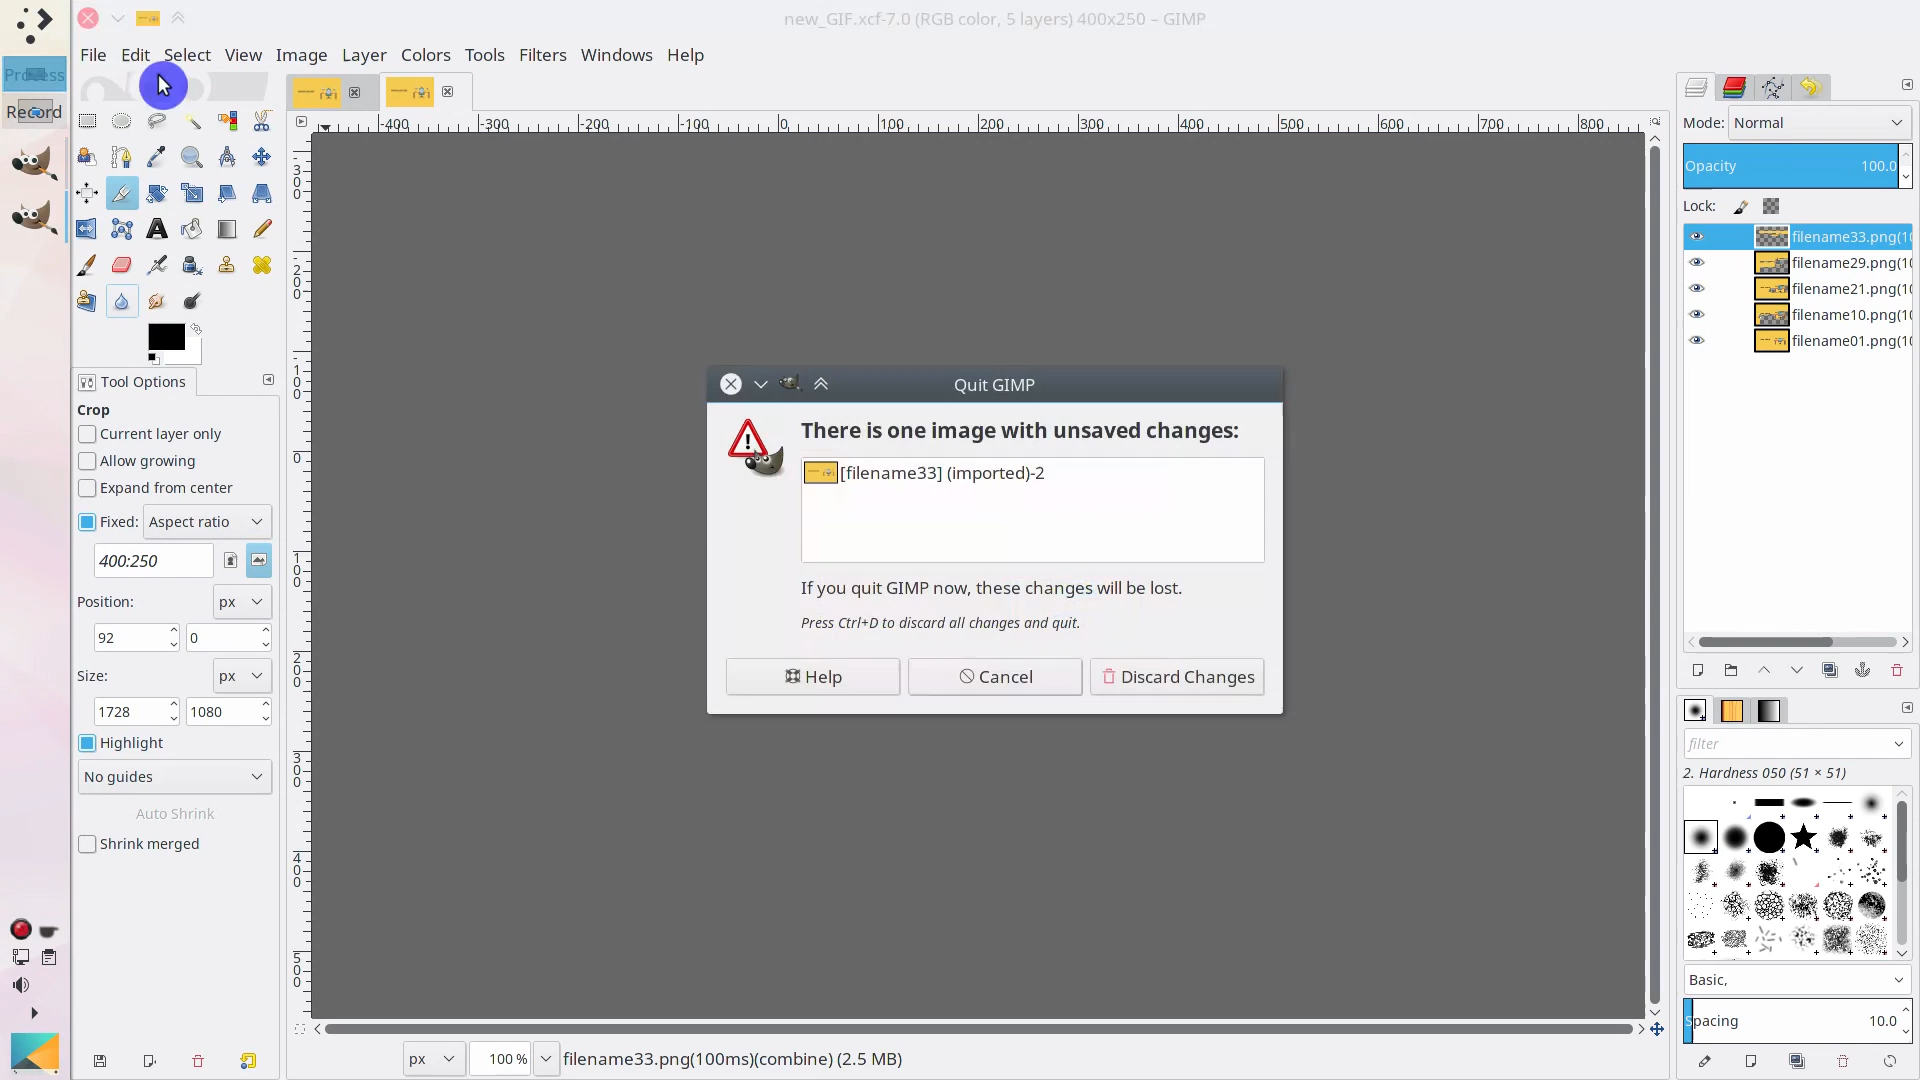 new_GIF.xcf-7.0 (RGB color, 5 layers) 400x250 – GIMP
File Edit Select View Image Layer Colors Tools Filters Windows Help
Process
Record
-400 -300 -200 -100 0 100 200 300 400 500 600 700 800
Mode: Normal
Opacity 100.0
Lock:
filename33.png(10
filename29.png(10
filename21.png(10
filename10.png(10
filename01.png(10
Tool Options
Crop
Current layer only
Allow growing
Expand from center
Fixed: Aspect ratio
400:250
Position: px
92 0
Size: px
1728 1080
Highlight
No guides
Auto Shrink
Shrink merged
Quit GIMP
There is one image with unsaved changes:
[filename33] (imported)-2
If you quit GIMP now, these changes will be lost.
Press Ctrl+D to discard all changes and quit.
Help Cancel Discard Changes
filter
2. Hardness 050 (51 × 51)
Basic,
Spacing 10.0
px 100 % filename33.png(100ms)(combine) (2.5 MB)